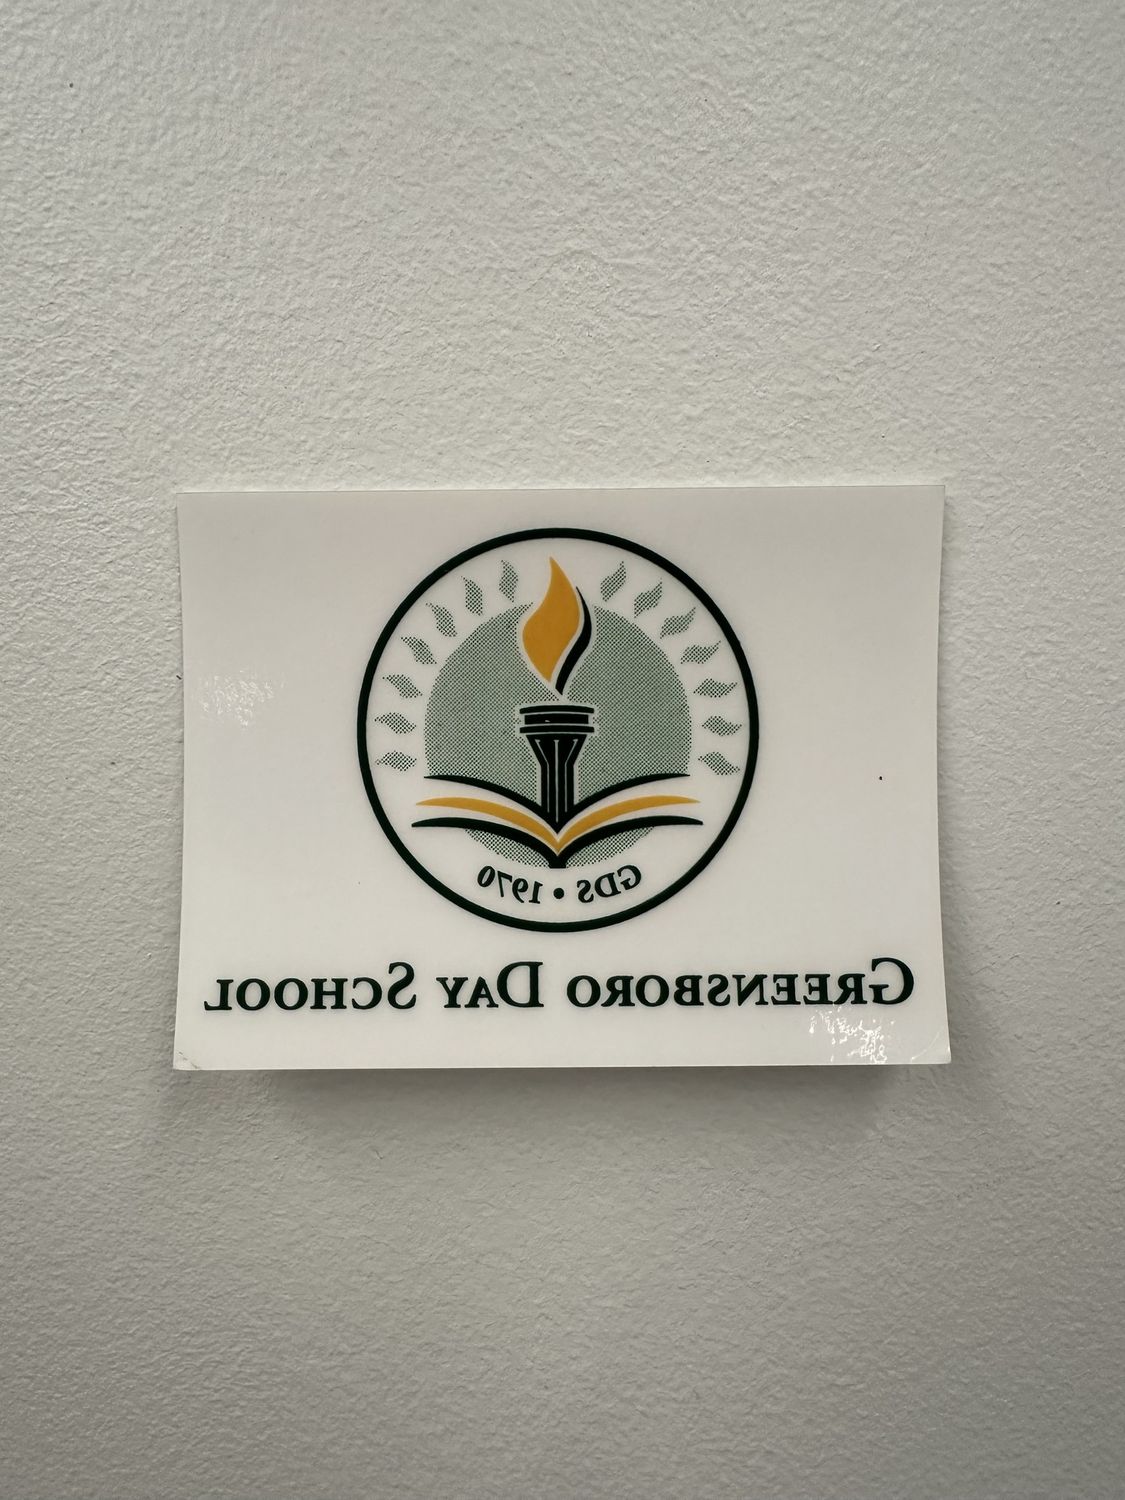 GDS • 1970
GREENSBORO DAY SCHOOL